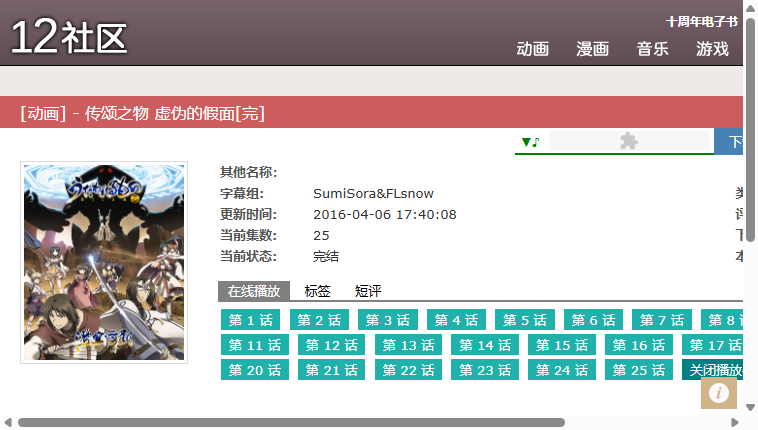 十周年电子书
12社区
动画 漫画 音乐 游戏
[动画] - 传颂之物 虚伪的假面[完]
▼♪
其他名称:
字幕组: SumiSora&FLsnow
更新时间: 2016-04-06 17:40:08
当前集数: 25
当前状态: 完结
在线播放 标签 短评
第 1 话 第 2 话 第 3 话 第 4 话 第 5 话 第 6 话 第 7 话 第 8
第 11 话 第 12 话 第 13 话 第 14 话 第 15 话 第 16 话 第 17 话
第 20 话 第 21 话 第 22 话 第 23 话 第 24 话 第 25 话 关闭播放
うたわれるもの